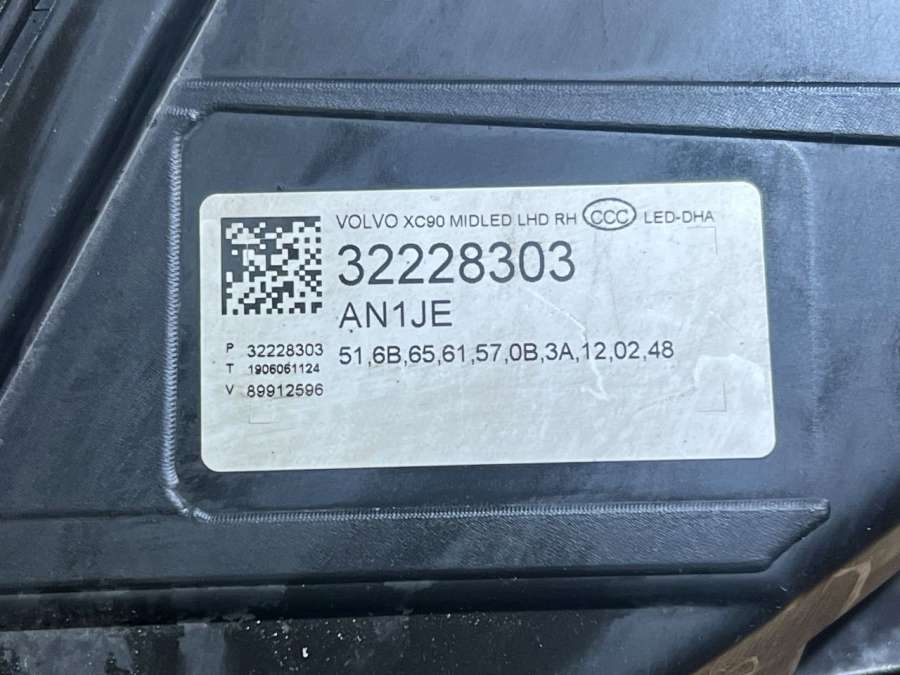 VOLVO XC90 MIDLED LHD RH CCC LED-DHA
32228303
AN1JE
51,6B,65,61,57,0B,3A,12,02,48
P 32228303
T 1906061124
V 89912596